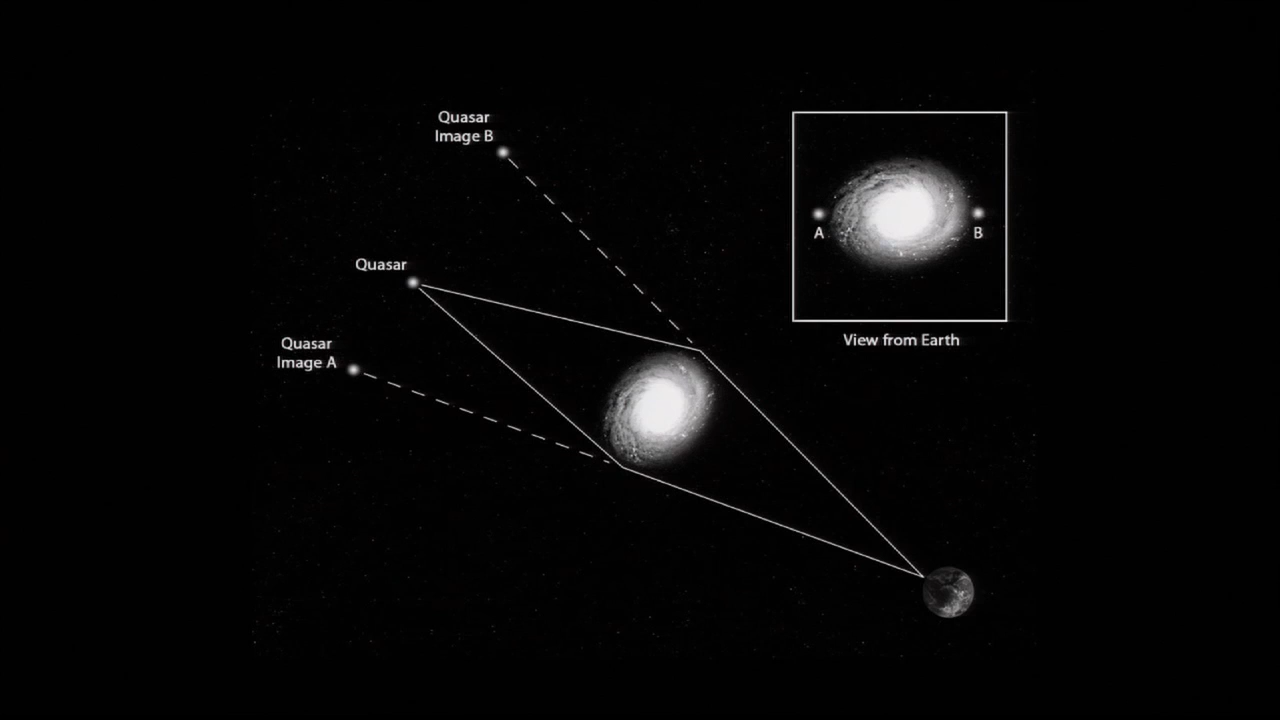 Quasar
Image B
Quasar
Quasar
Image A
A
B
View from Earth